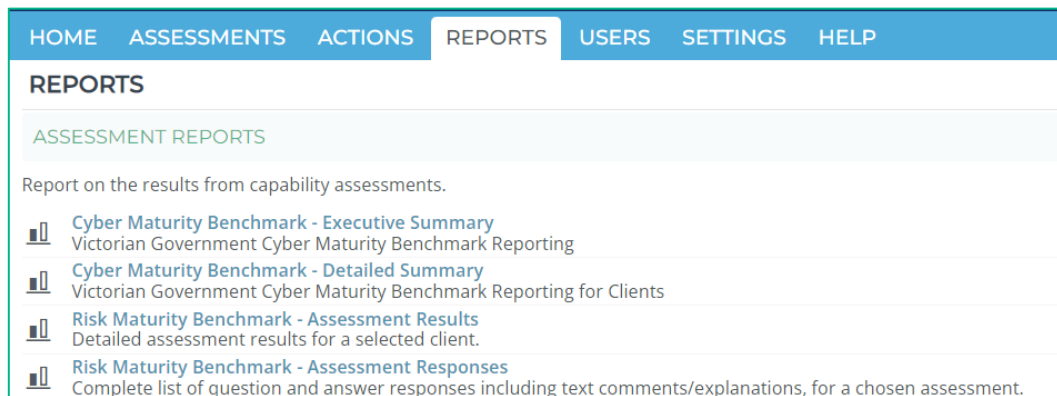 HOME ASSESSMENTS ACTIONS REPORTS USERS SETTINGS HELP
REPORTS
ASSESSMENT REPORTS
Report on the results from capability assessments.
Cyber Maturity Benchmark - Executive Summary
Victorian Government Cyber Maturity Benchmark Reporting
Cyber Maturity Benchmark - Detailed Summary
Victorian Government Cyber Maturity Benchmark Reporting for Clients
Risk Maturity Benchmark - Assessment Results
Detailed assessment results for a selected client.
Risk Maturity Benchmark - Assessment Responses
Complete list of question and answer responses including text comments/explanations, for a chosen assessment.